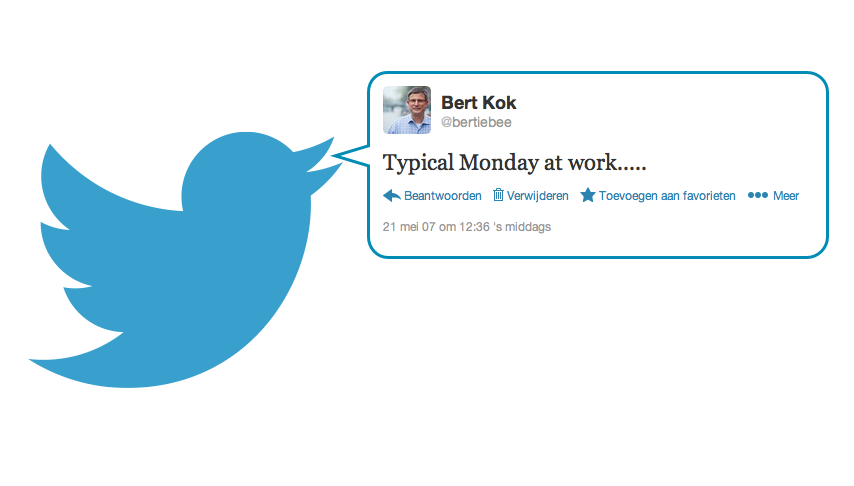 Bert Kok
@bertiebee
Typical Monday at work.....
Beantwoorden Verwijderen Toevoegen aan favorieten Meer
21 mei 07 om 12:36 's middags